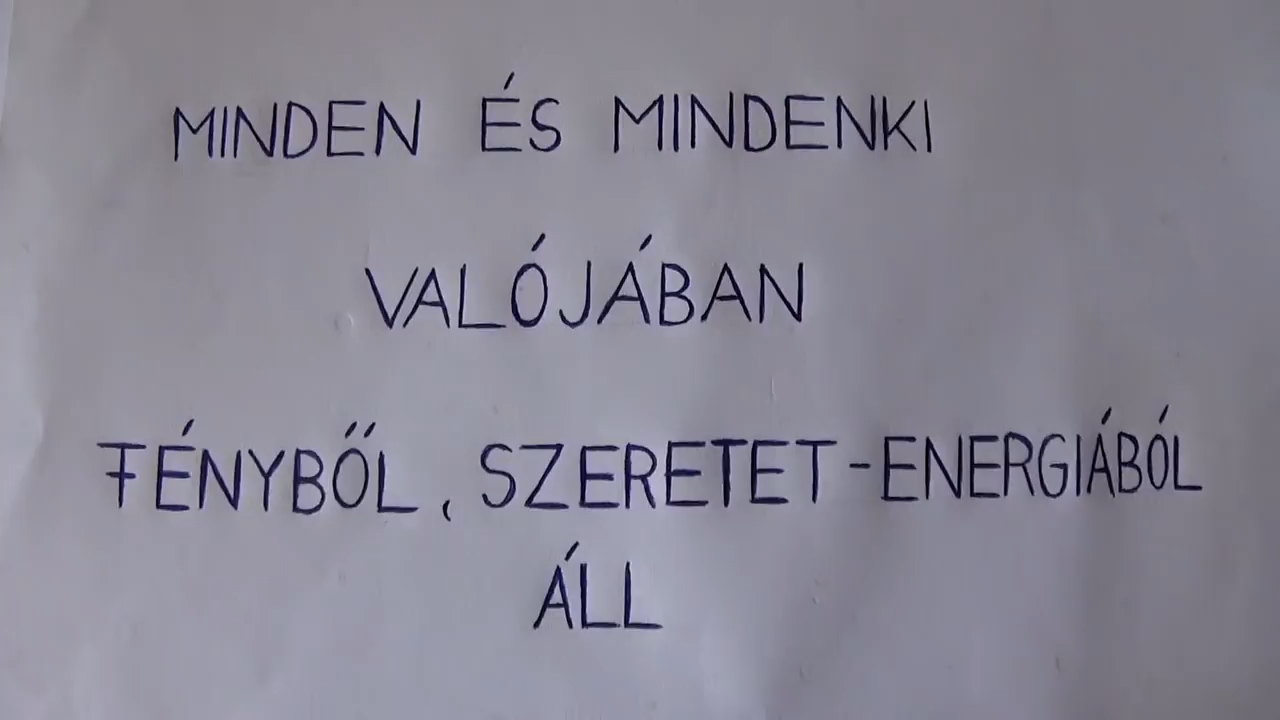 MINDEN ÉS MINDENKI
VALÓJÁBAN
FÉNYBŐL, SZERETET-ENERGIÁBÓL
ÁLL